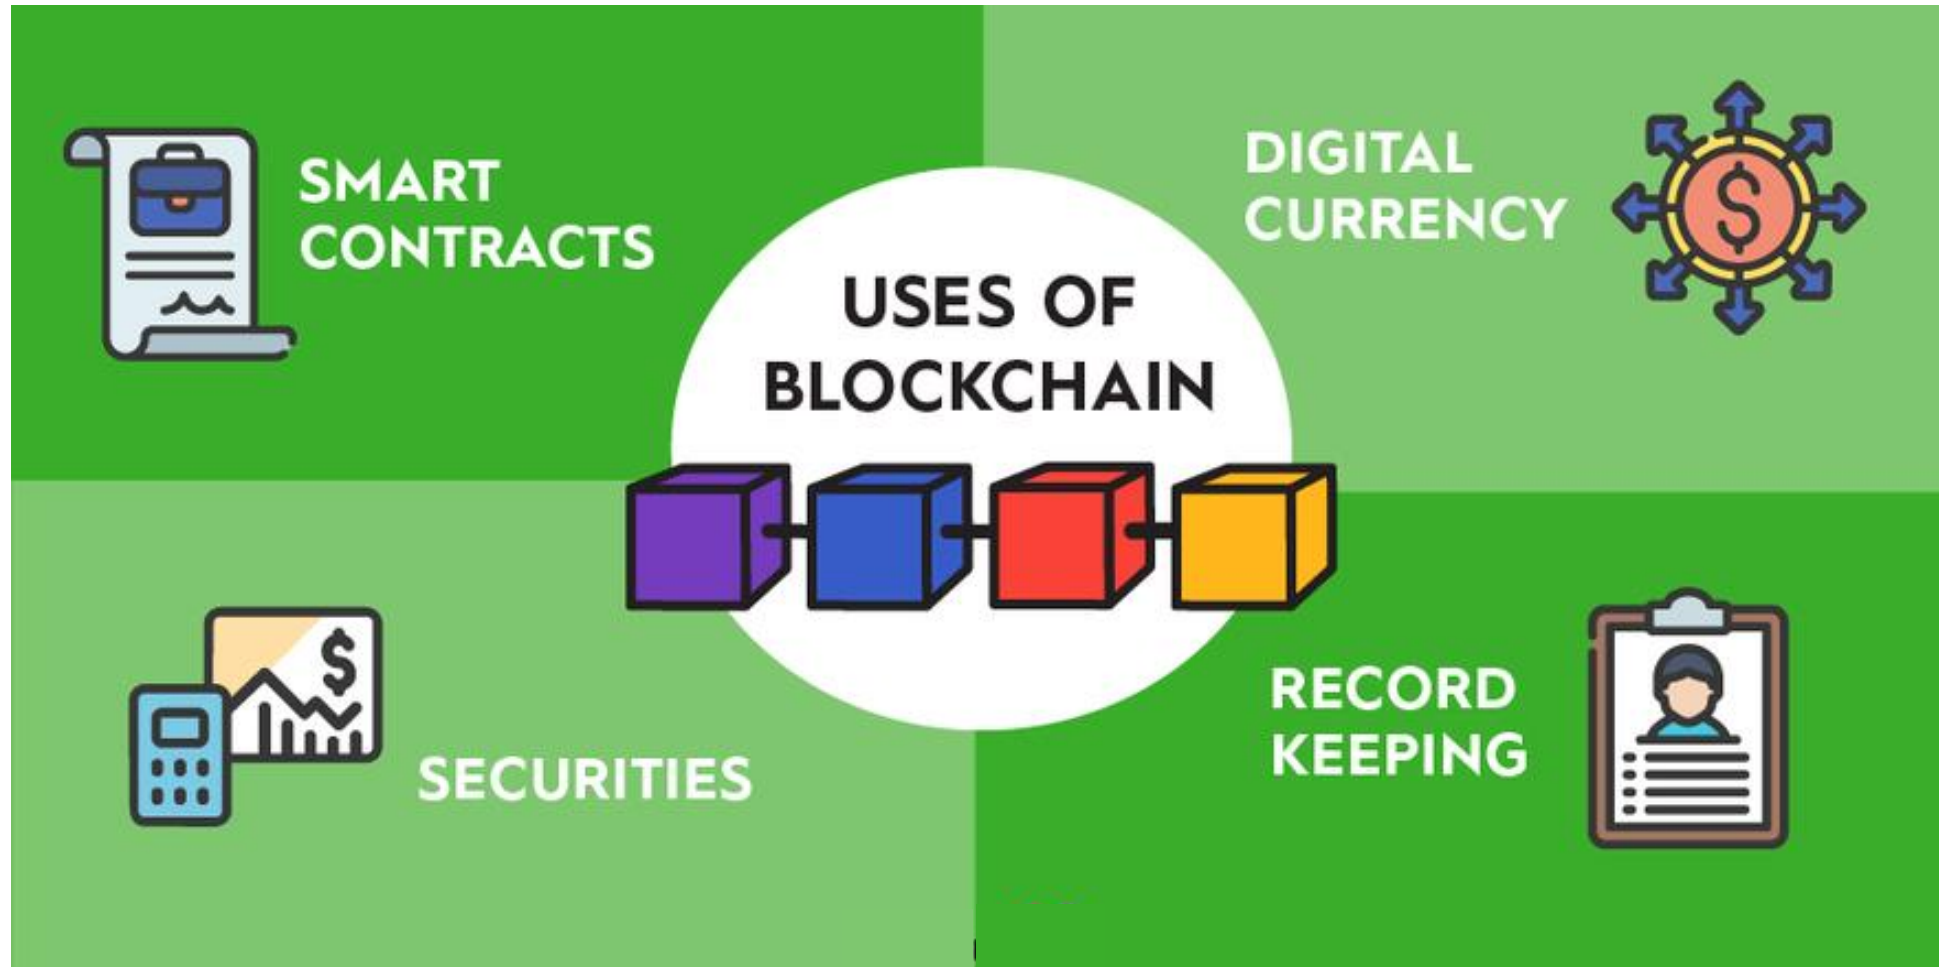 SMART
CONTRACTS
DIGITAL
CURRENCY
$
USES OF
BLOCKCHAIN
$
SECURITIES
RECORD
KEEPING